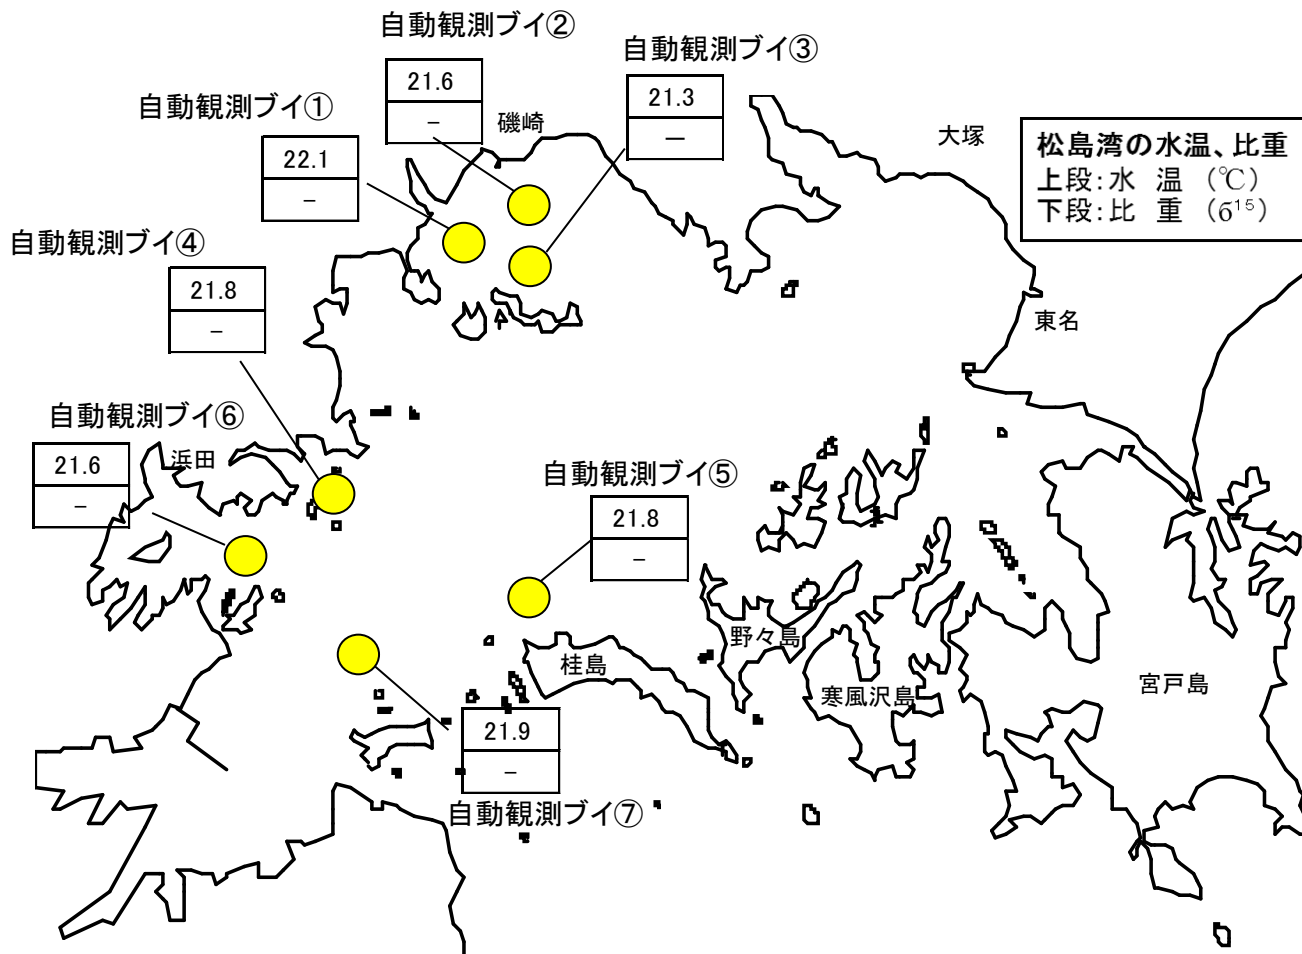 自動観測ブイ②
21.6
－
自動観測ブイ③
21.3
－
自動観測ブイ①
22.1
－
磯崎
大塚
松島湾の水温、比重
上段：水　温　（℃）
下段：比　重　（б¹⁵）
自動観測ブイ④
21.8
－
東名
自動観測ブイ⑥
21.6
－
浜田
自動観測ブイ⑤
21.8
－
野々島
桂島
寒風沢島
宮戸島
21.9
－
自動観測ブイ⑦